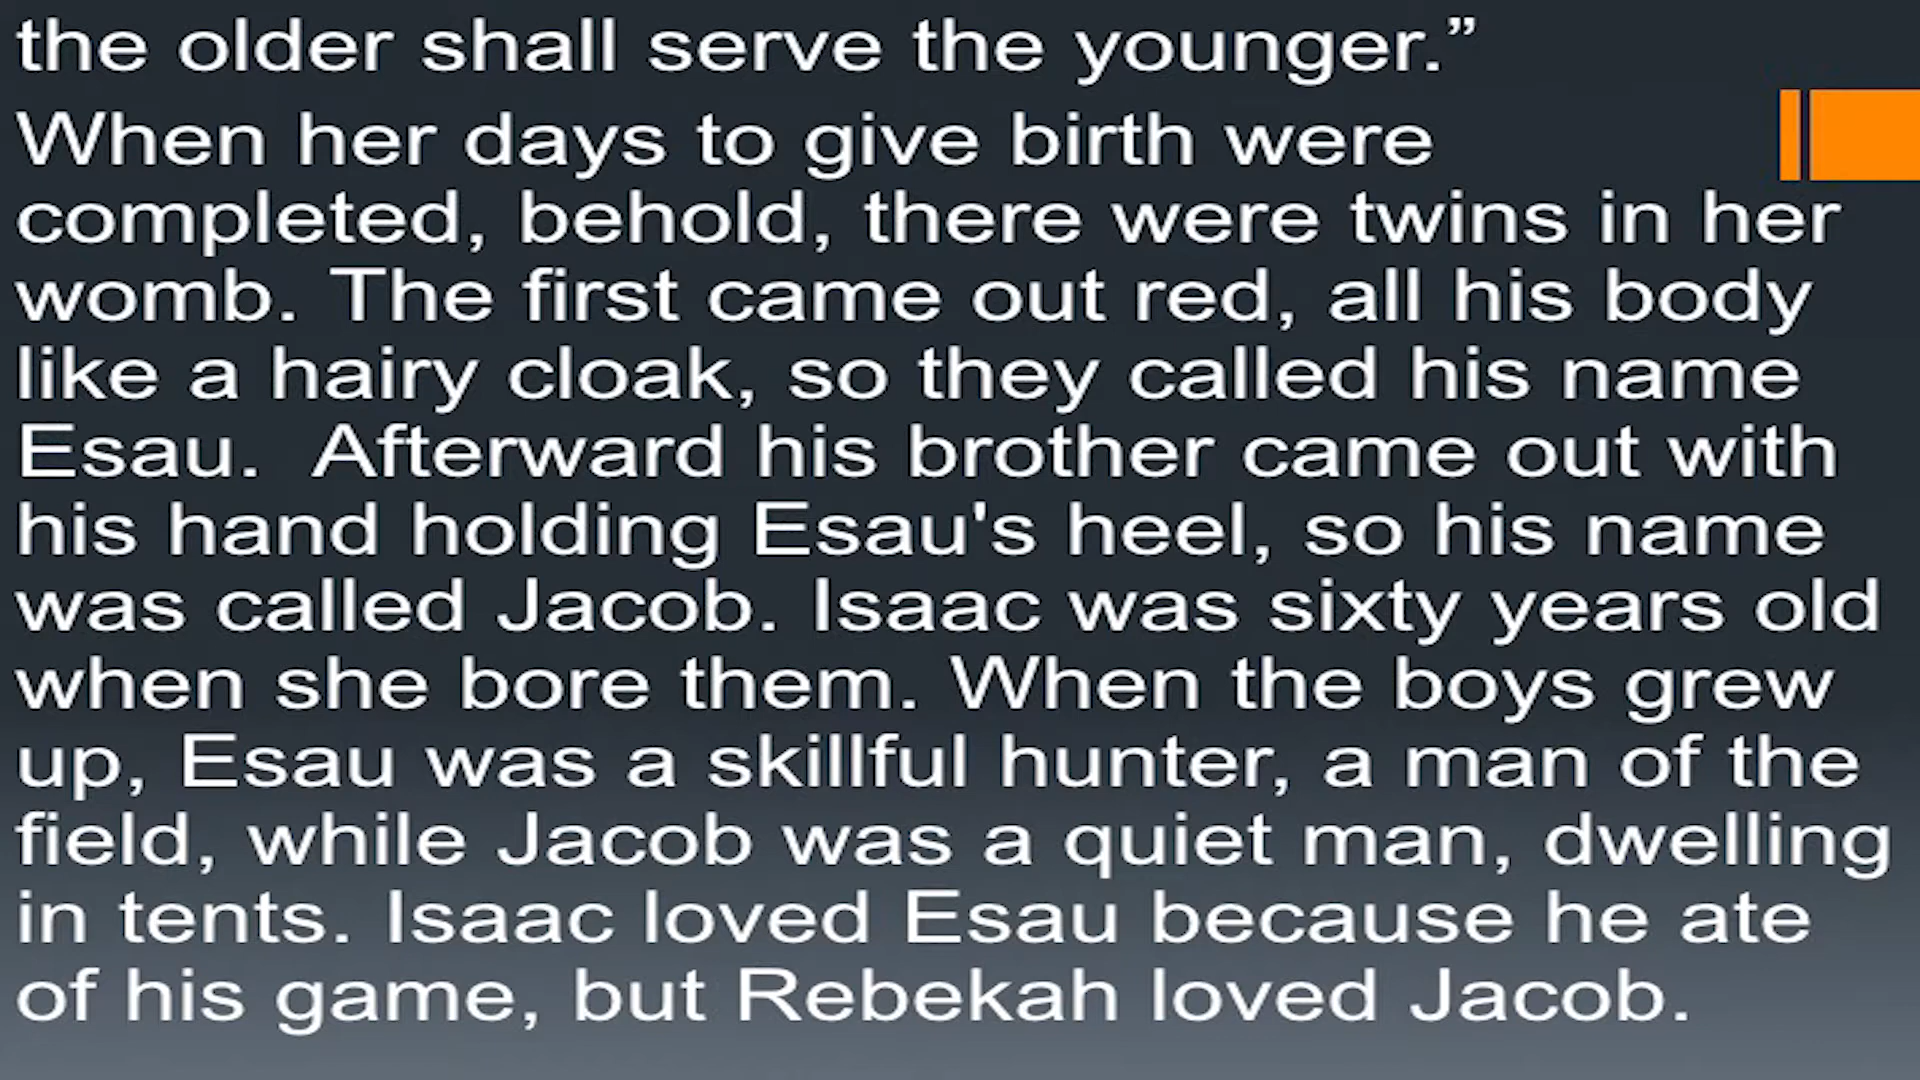 the older shall serve the younger.”
When her days to give birth were
completed, behold, there were twins in her
womb. The first came out red, all his body
like a hairy cloak, so they called his name
Esau.  Afterward his brother came out with
his hand holding Esau's heel, so his name
was called Jacob. Isaac was sixty years old
when she bore them. When the boys grew
up, Esau was a skillful hunter, a man of the
field, while Jacob was a quiet man, dwelling
in tents. Isaac loved Esau because he ate
of his game, but Rebekah loved Jacob.